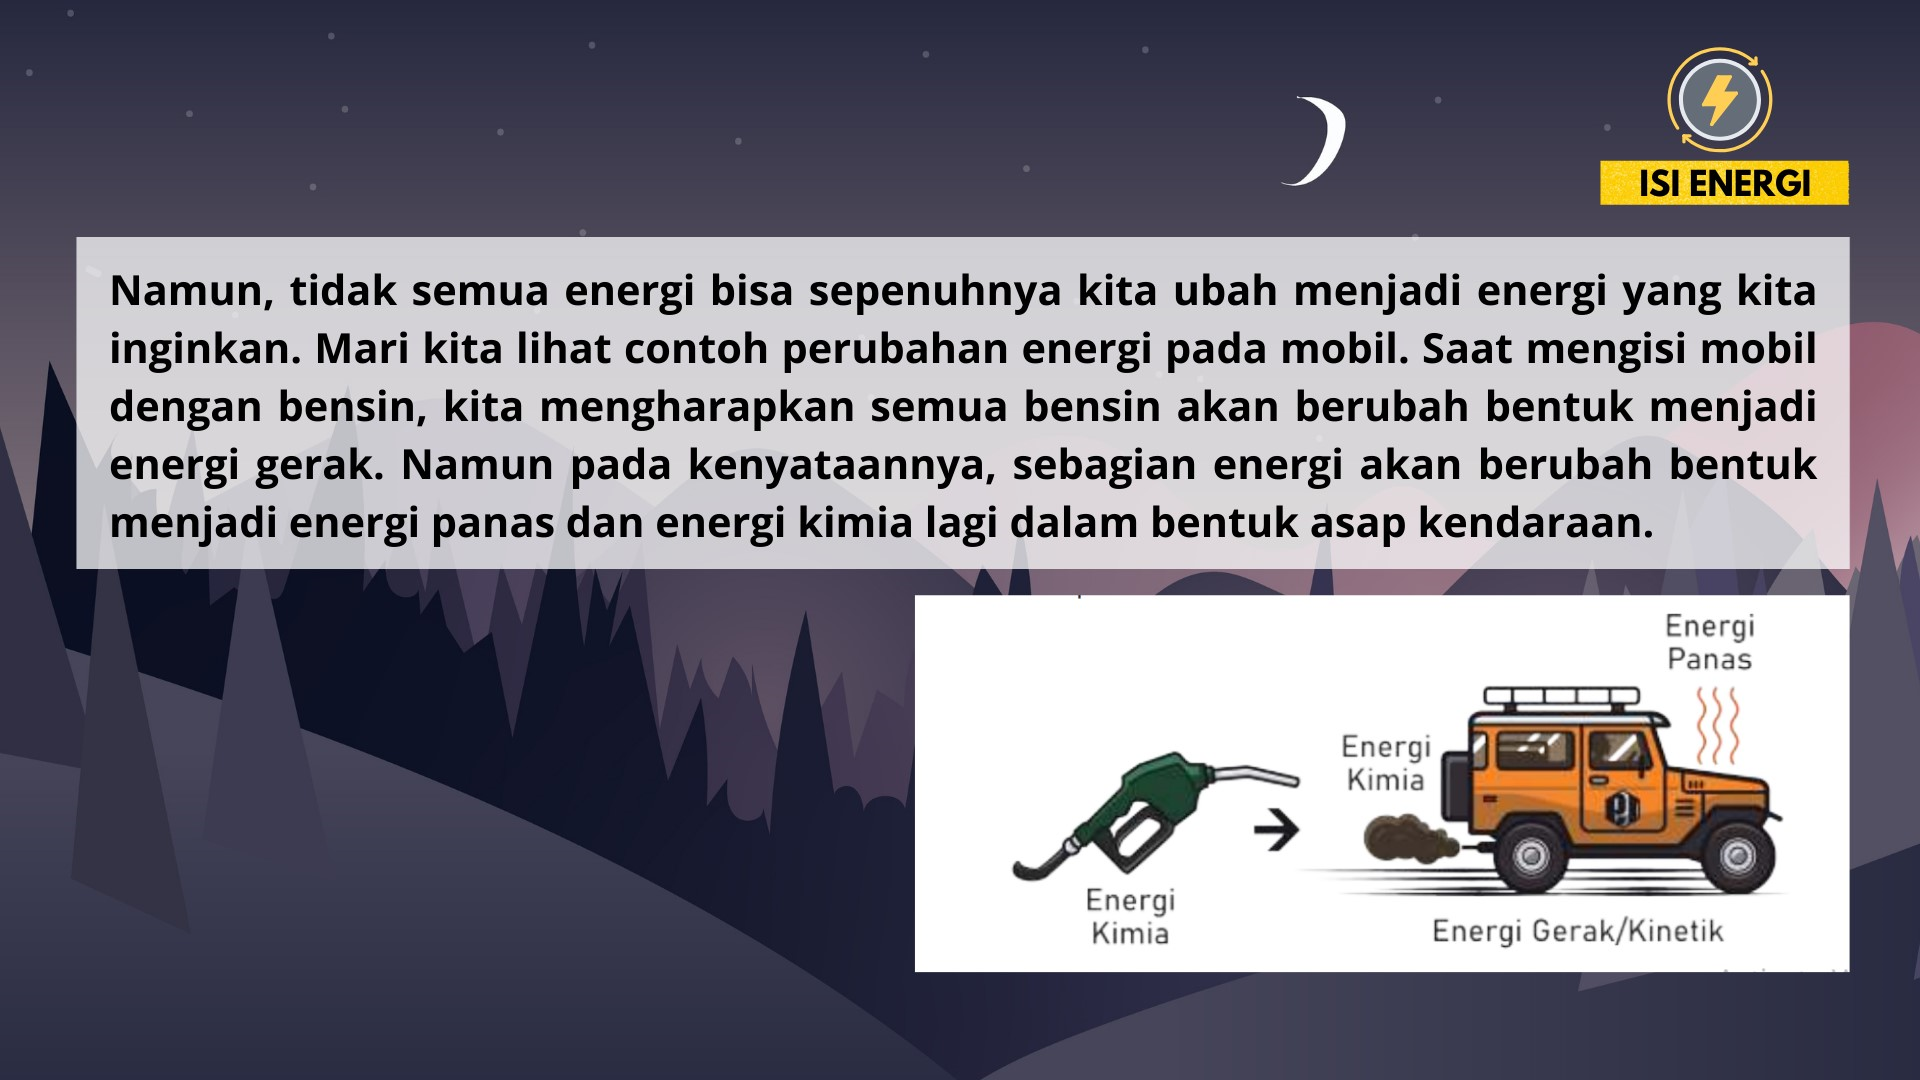 ISI ENERGI
Namun, tidak semua energi bisa sepenuhnya kita ubah menjadi energi yang kita
inginkan. Mari kita lihat contoh perubahan energi pada mobil. Saat mengisi mobil
dengan bensin, kita mengharapkan semua bensin akan berubah bentuk menjadi
energi gerak. Namun pada kenyataannya, sebagian energi akan berubah bentuk
menjadi energi panas dan energi kimia lagi dalam bentuk asap kendaraan.
Energi
Panas
Energi
Kimia
Energi
Kimia
Energi Gerak/Kinetik